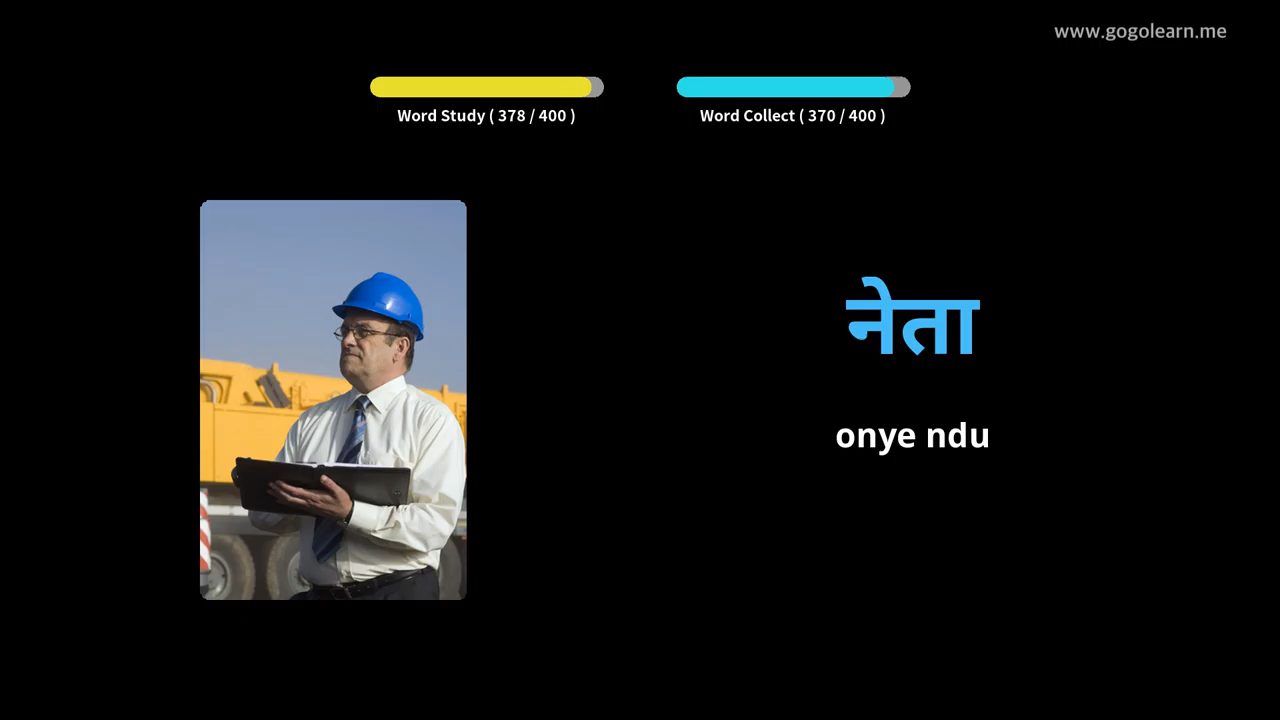 www.gogolearn.me
Word Study ( 378 / 400 )
Word Collect ( 370 / 400 )
नेता
onye ndu